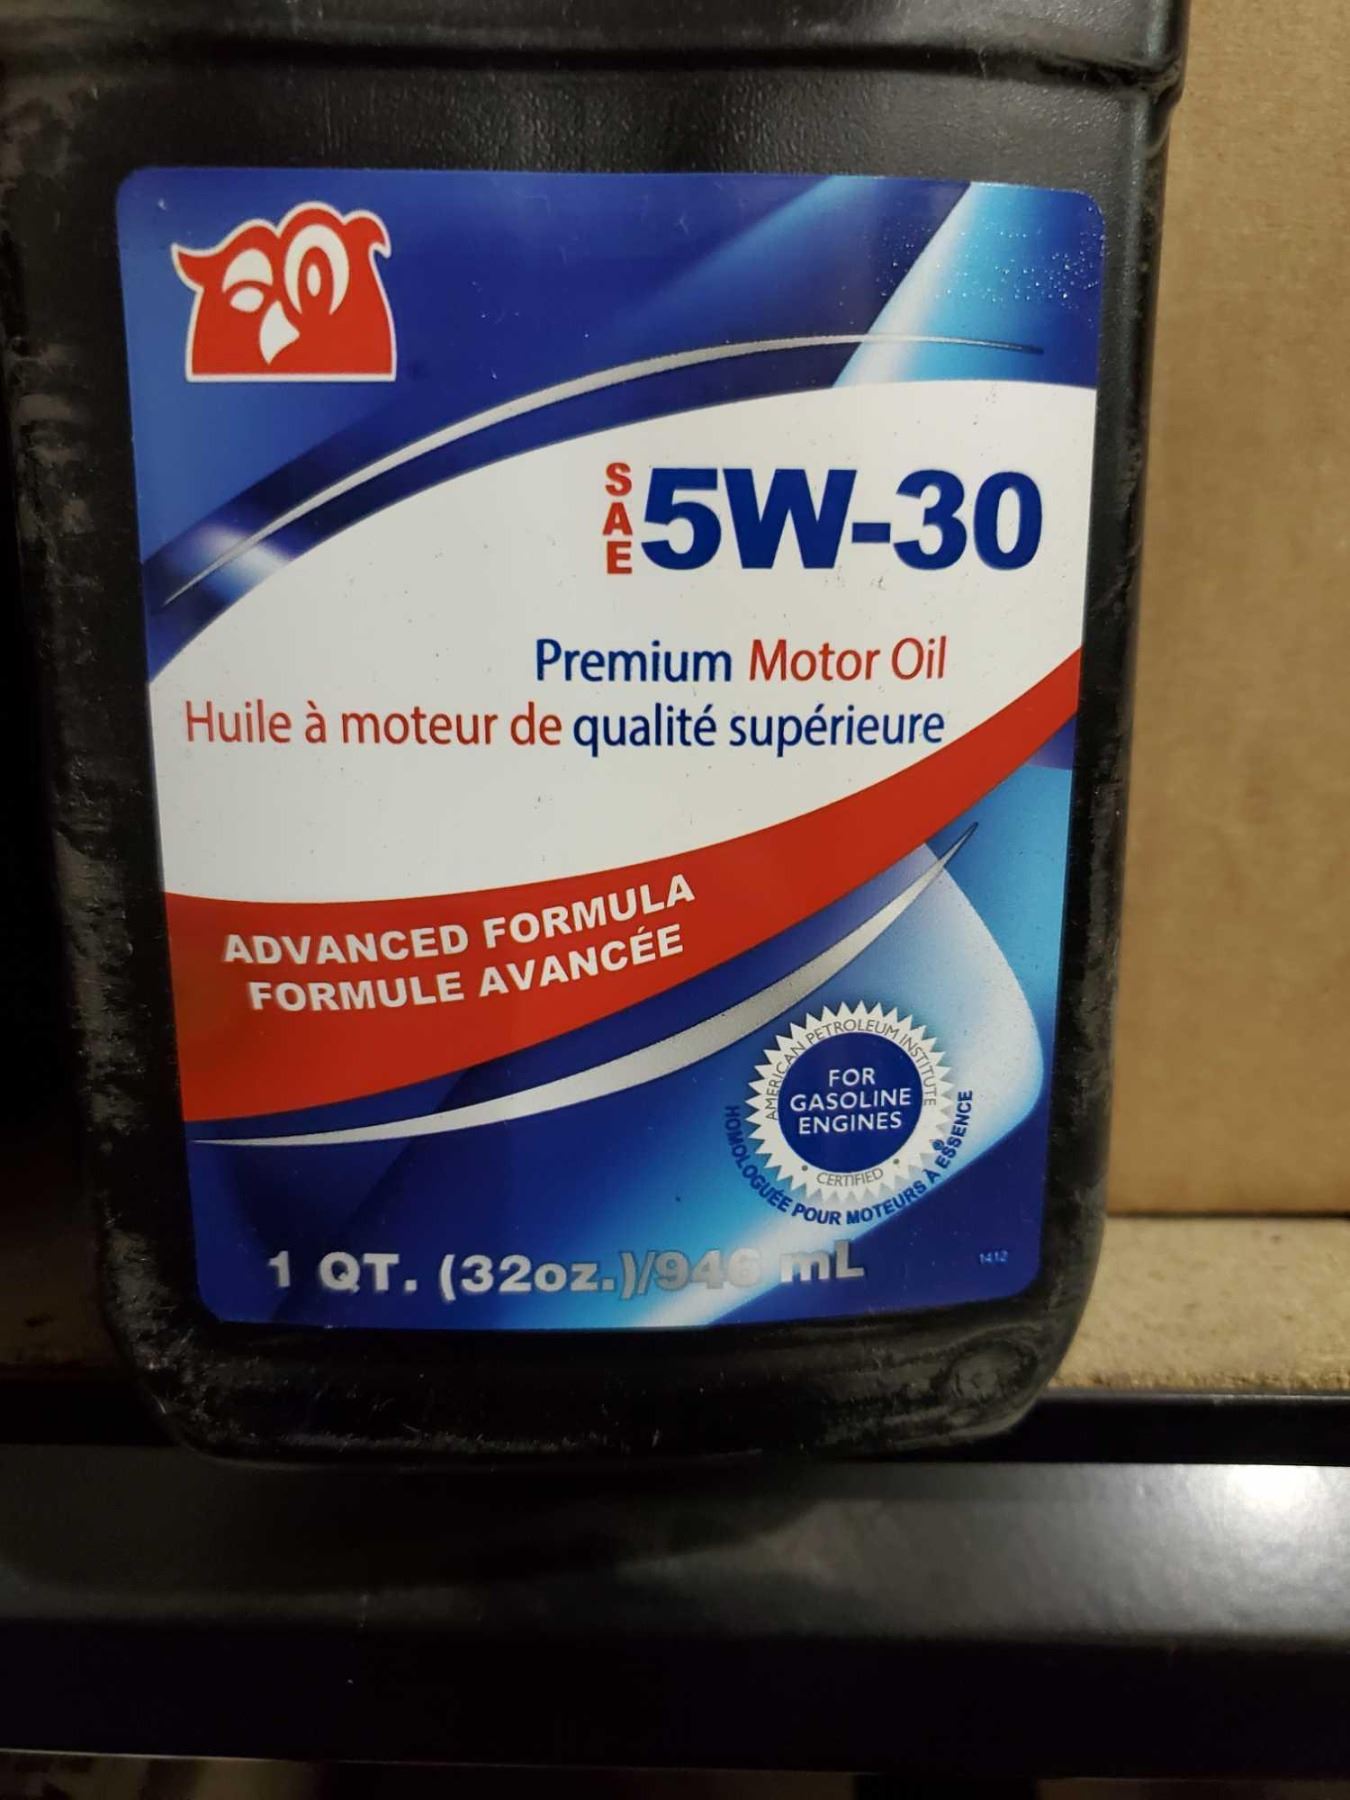 SAE 5W-30
Premium Motor Oil
Huile à moteur de qualité supérieure
ADVANCED FORMULA
FORMULE AVANCÉE
AMERICAN PETROLEUM INSTITUTE
FOR
GASOLINE
ENGINES
CERTIFIED
HOMOLOGUÉE POUR MOTEURS À ESSENCE
1 QT. (32oz.)/946 mL
1412